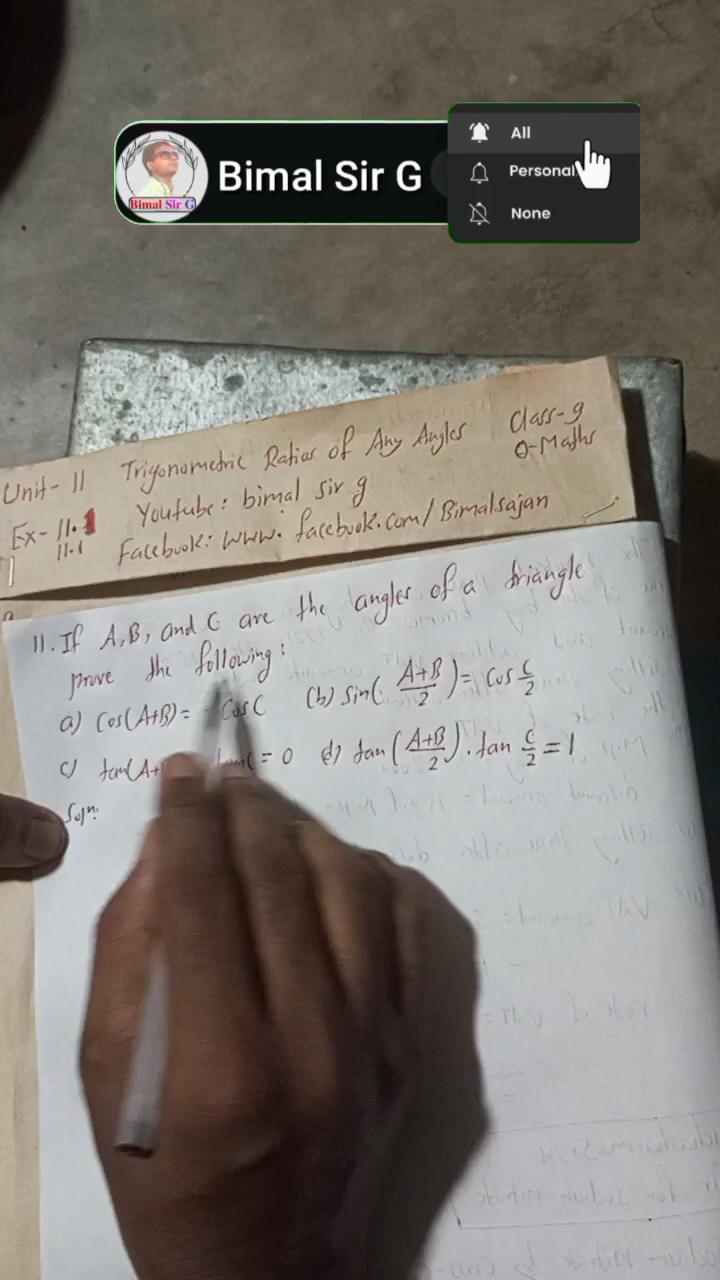 All
Bimal Sir G
Personal
Bimal Sir G
None
Unit- 11 Trigonometric Ratios of Any Angles Class-9
O-Maths
Ex- 11.1 Youtube: bimal sir g
11.1 Facebook: www.facebook.com/Bimalsajan
11. If A, B, and C are the angles of a triangle
prove the following:
a) Cos(A+B)= - Cos C (b) sin(A+B/2) = Cos C/2
c) tan(A+ = 0 d) tan(A+B/2) . tan C/2 = 1
Soln: